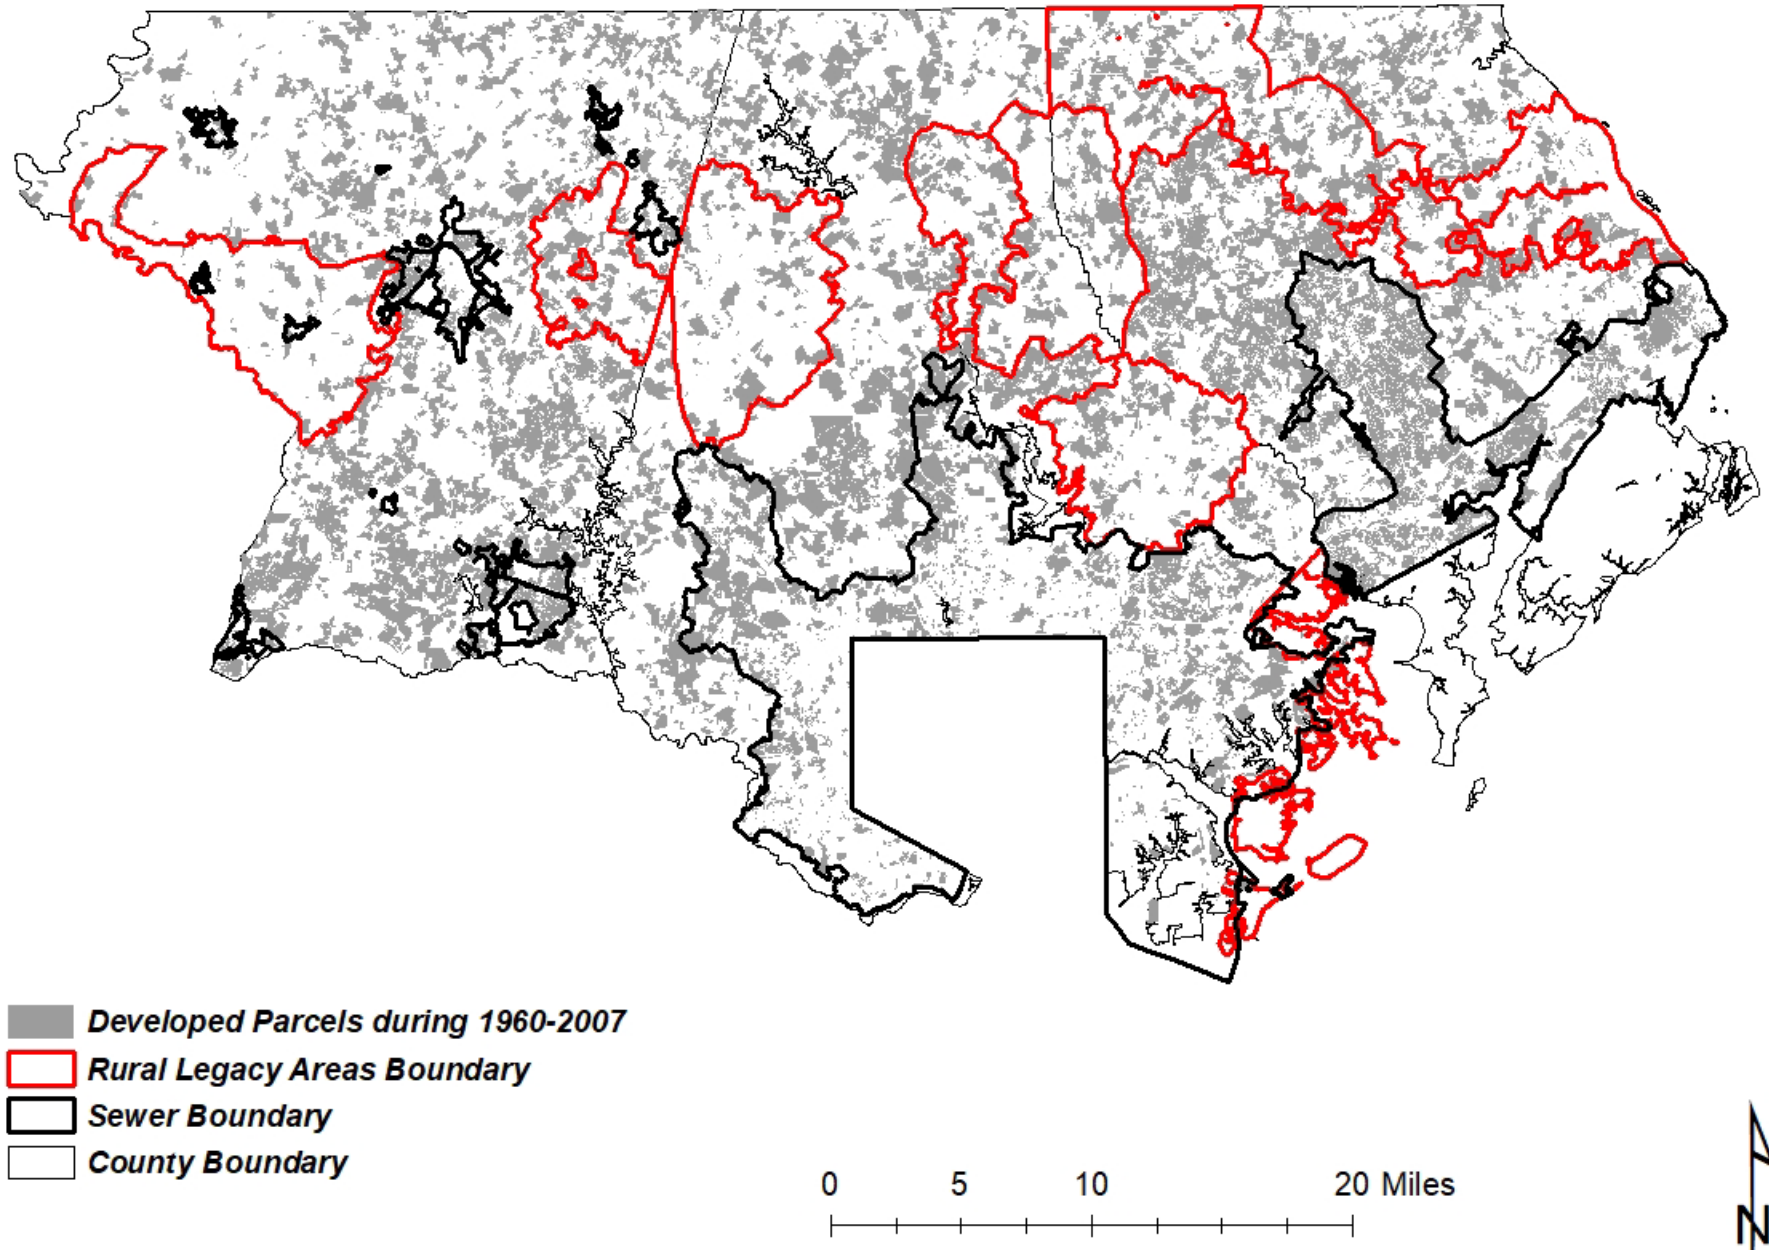 Developed Parcels during 1960-2007
Rural Legacy Areas Boundary
Sewer Boundary
County Boundary
0 5 10 20 Miles
N